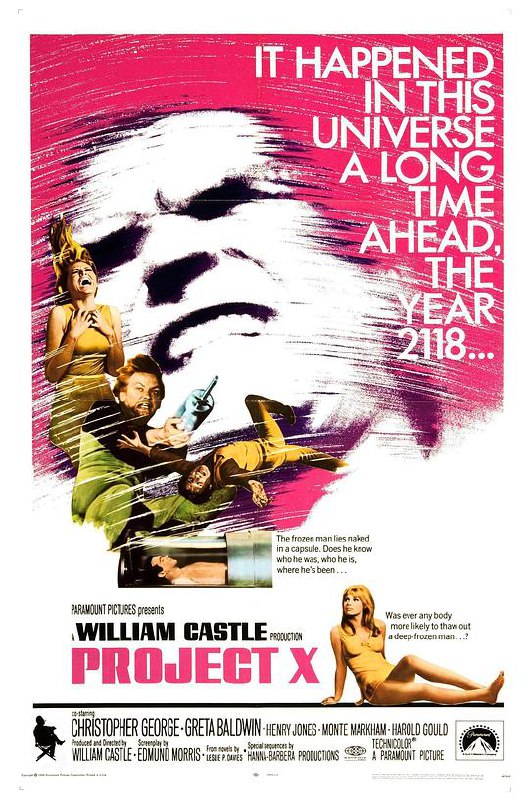 IT HAPPENED
IN THIS
UNIVERSE
A LONG
TIME
AHEAD,
THE
YEAR
2118...
The frozen man lies naked
in a capsule. Does he know
who he was, who he is,
where he's been...
PARAMOUNT PICTURES presents
A WILLIAM CASTLE PRODUCTION
PROJECT X
Was ever any body
more likely to thaw out
a deep-frozen man...?
co-starring
CHRISTOPHER GEORGE · GRETA BALDWIN · HENRY JONES · MONTE MARKHAM · HAROLD GOULD
Produced and Directed by WILLIAM CASTLE · Screenplay by EDMUND MORRIS · From novels by LESLIE P. DAVIES · Special sequences by HANNA-BARBERA PRODUCTIONS
TECHNICOLOR®
A PARAMOUNT PICTURE
Paramount